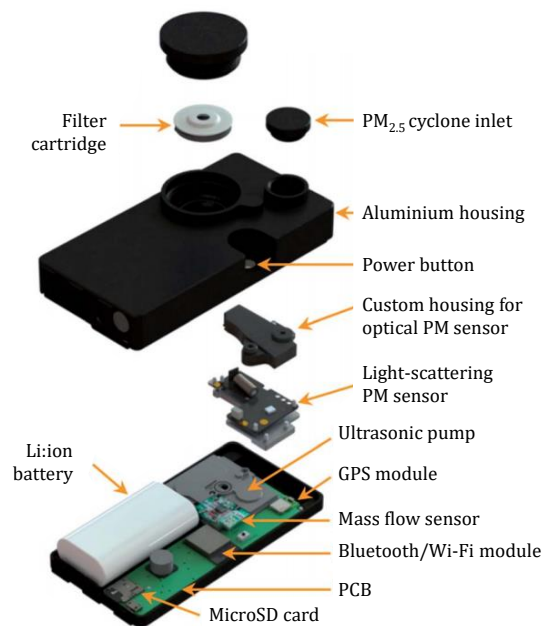 Filter
cartridge
PM2.5 cyclone inlet
Aluminium housing
Power button
Custom housing for
optical PM sensor
Light-scattering
PM sensor
Ultrasonic pump
Li:ion
battery
GPS module
Mass flow sensor
Bluetooth/Wi-Fi module
PCB
MicroSD card